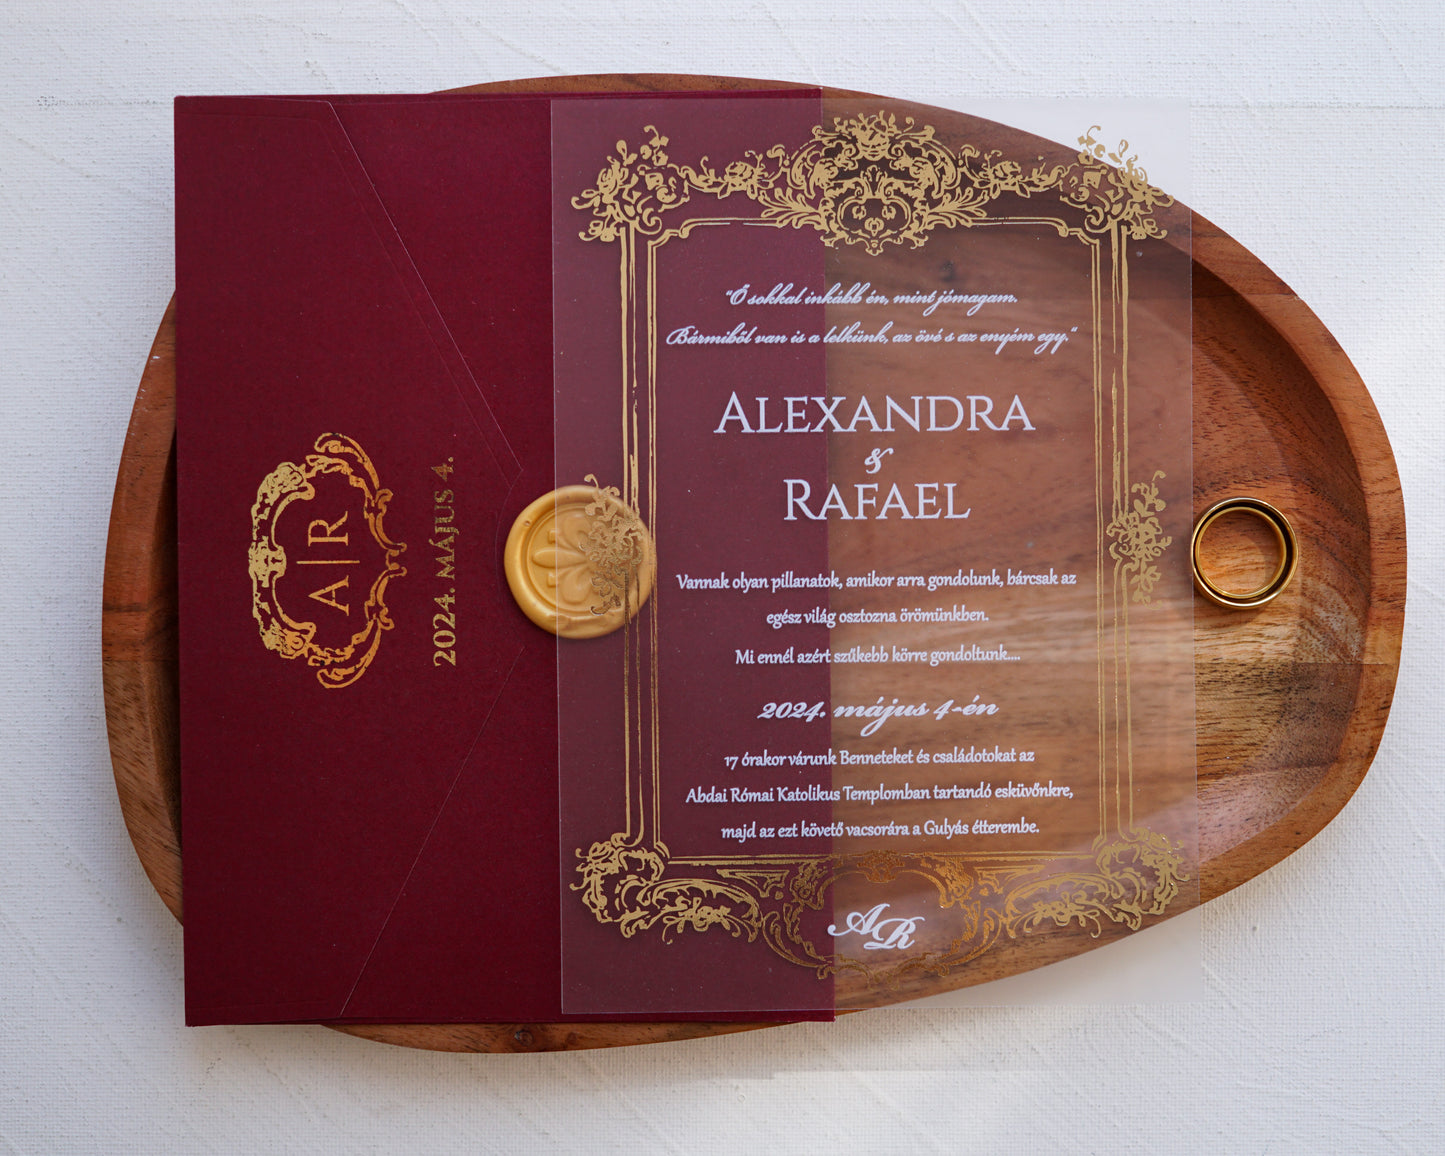 A|R
2024. MÁJUS 4.
"Ő sokkal inkább én, mint jómagam.
Bármiből van is a lelkünk, az övé s az enyém egy."
ALEXANDRA
&
RAFAEL
Vannak olyan pillanatok, amikor arra gondolunk, bárcsak az
egész világ osztozna örömünkben.
Mi ennél azért szűkebb körre gondoltunk....
2024. május 4-én
17 órakor várunk Benneteket és családotokat az
Abdai Római Katolikus Templomban tartandó esküvőnkre,
majd az ezt követő vacsorára a Gulyás étterembe.
AR